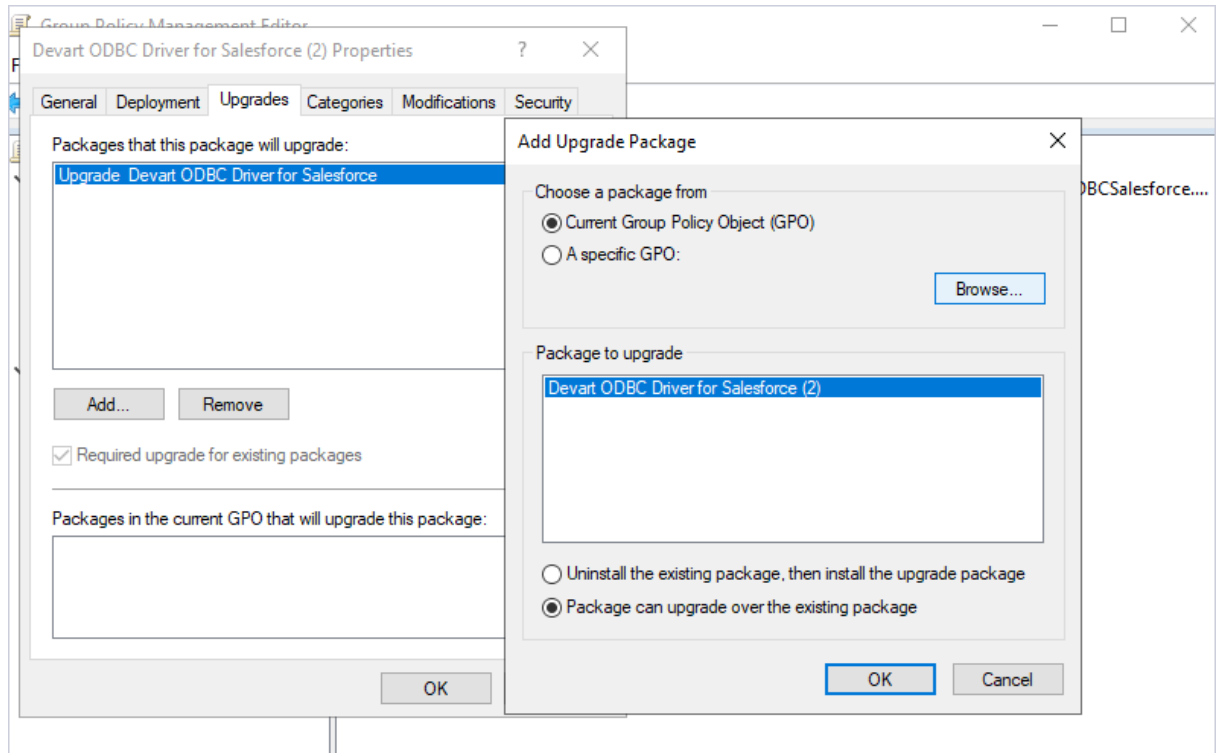 Group Policy Management Editor
Devart ODBC Driver for Salesforce (2) Properties
?
F
General Deployment Upgrades Categories Modifications Security
Packages that this package will upgrade:
Upgrade Devart ODBC Driver for Salesforce
Add... Remove
Required upgrade for existing packages
Packages in the current GPO that will upgrade this package:
OK
Add Upgrade Package
Choose a package from
Current Group Policy Object (GPO)
A specific GPO:
Browse...
Package to upgrade
Devart ODBC Driver for Salesforce (2)
Uninstall the existing package, then install the upgrade package
Package can upgrade over the existing package
OK Cancel
DBCSalesforce....